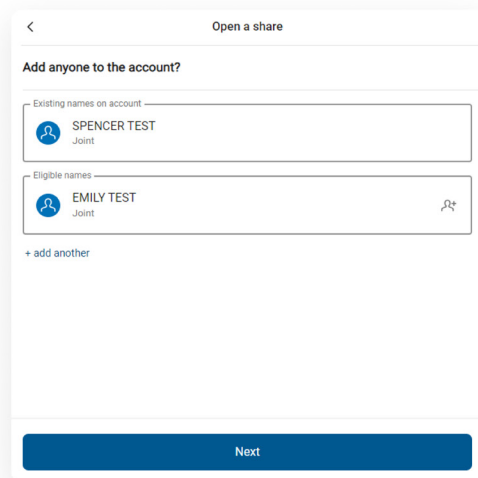 Open a share
Add anyone to the account?
Existing names on account
SPENCER TEST
Joint
Eligible names
EMILY TEST
Joint
+ add another
Next